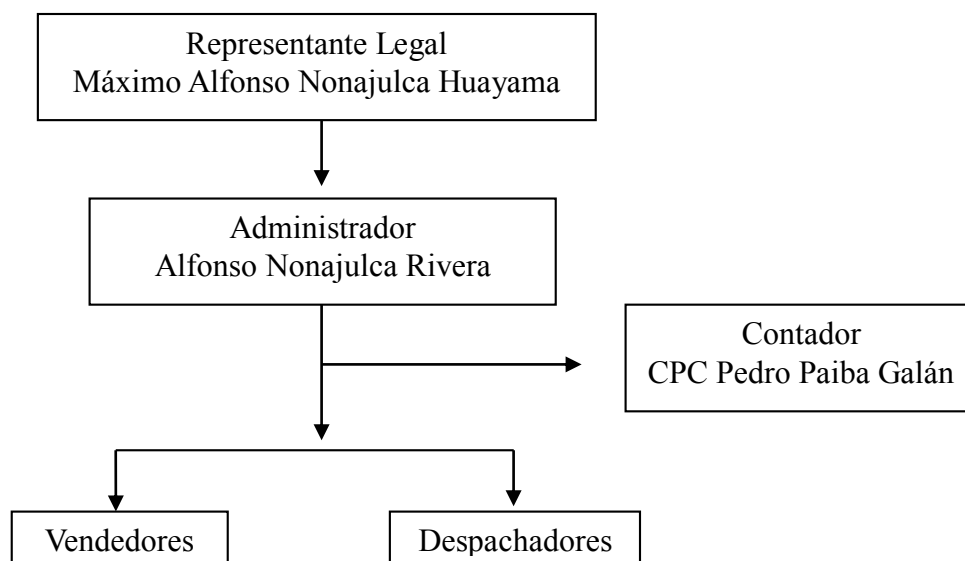 Representante Legal
Máximo Alfonso Nonajulca Huayama
Administrador
Alfonso Nonajulca Rivera
Contador
CPC Pedro Paiba Galán
Vendedores
Despachadores